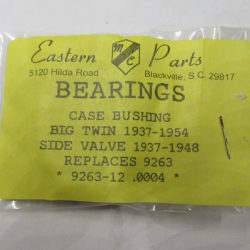 Eastern Parts
5120 Hilda Road Blackville, S.C. 29817
BEARINGS
CASE BUSHING
BIG TWIN 1937-1954
SIDE VALVE 1937-1948
REPLACES 9263
* 9263-12 .0004 *